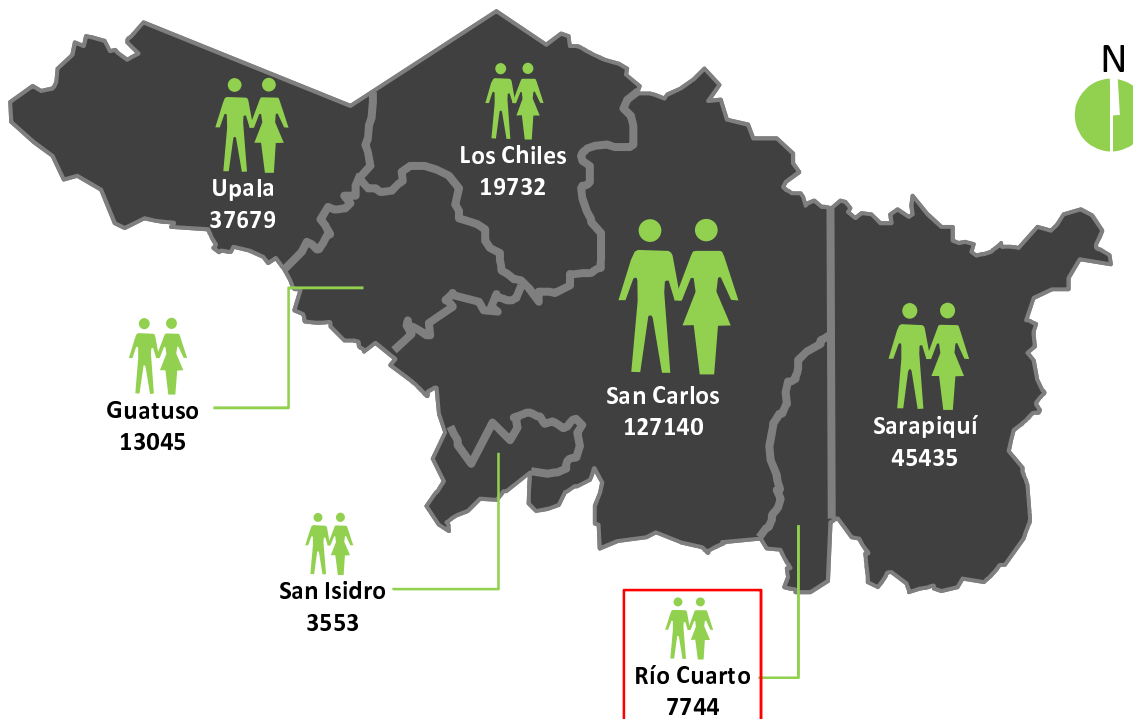 N
Los Chiles
19732
Upala
37679
San Carlos
127140
Sarapiquí
45435
Guatuso
13045
San Isidro
3553
Río Cuarto
7744